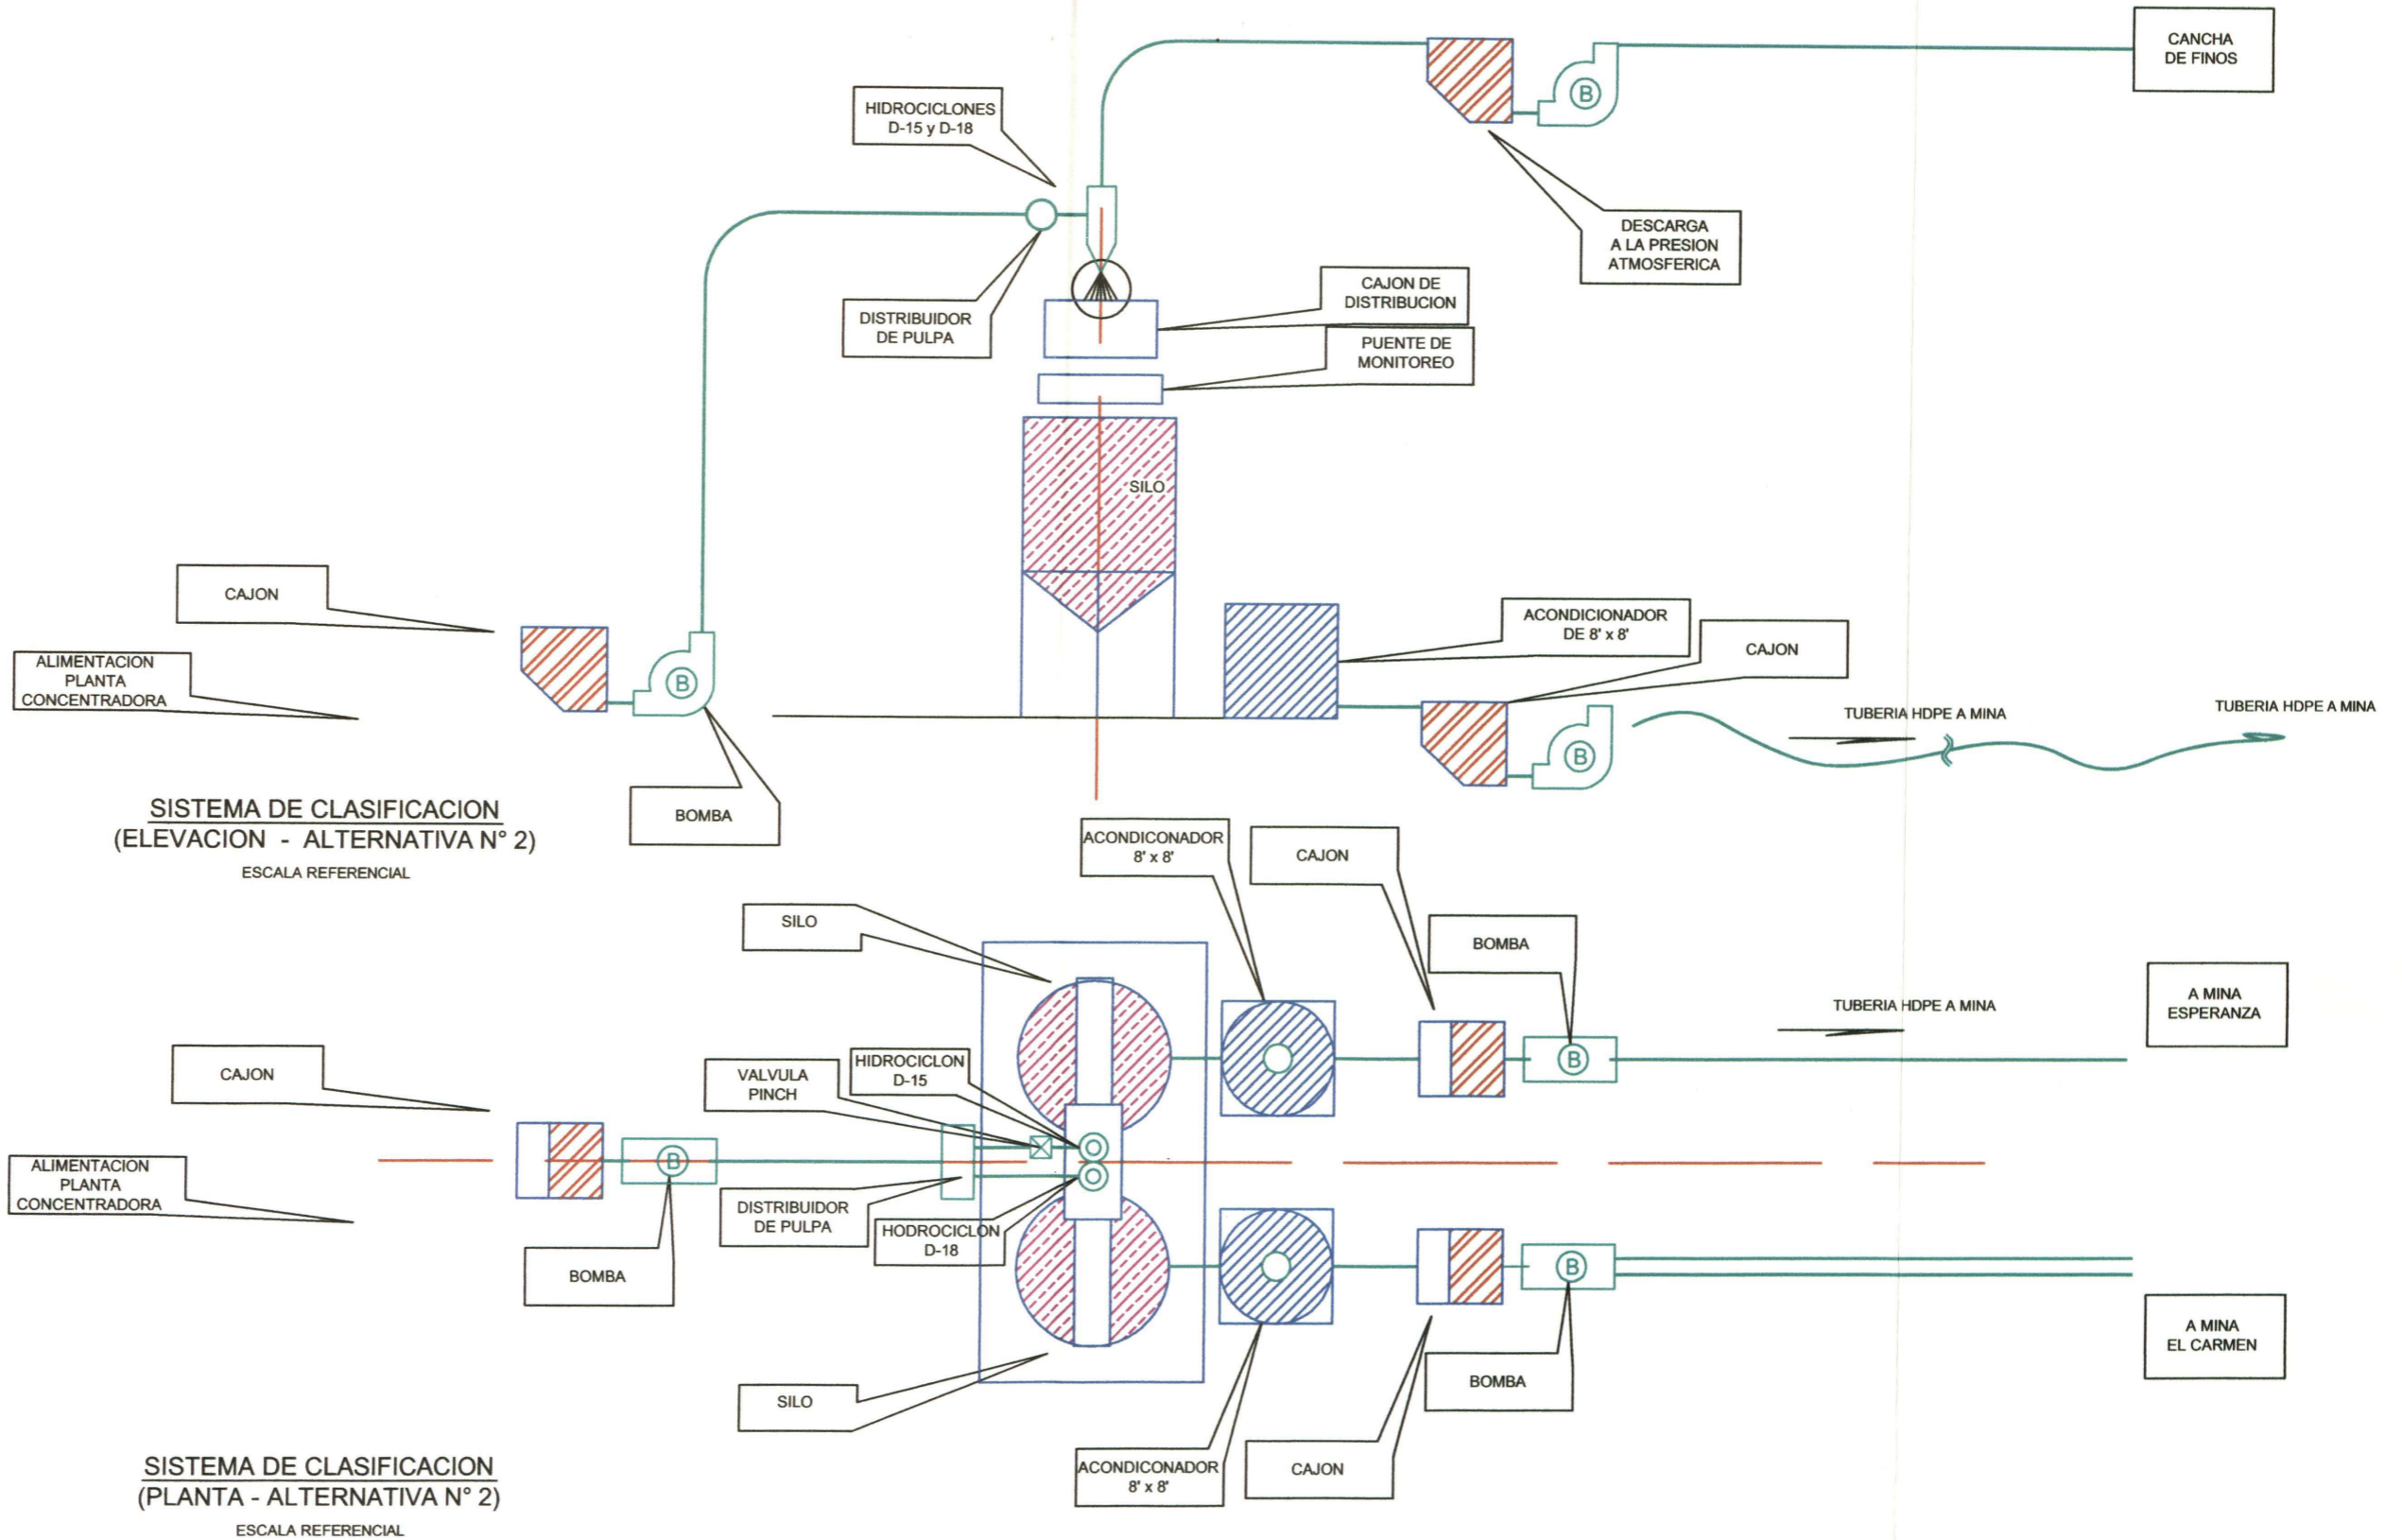 CANCHA
DE FINOS
HIDROCICLONES
D-15 y D-18
B
DESCARGA
A LA PRESION
ATMOSFERICA
CAJON DE
DISTRIBUCION
DISTRIBUIDOR
DE PULPA
PUENTE DE
MONITOREO
SILO
CAJON
ACONDICIONADOR
DE 8' x 8'
CAJON
ALIMENTACION
PLANTA
CONCENTRADORA
B
B
TUBERIA HDPE A MINA
TUBERIA HDPE A MINA
BOMBA
SISTEMA DE CLASIFICACION
(ELEVACION - ALTERNATIVA N° 2)
ESCALA REFERENCIAL
ACONDICONADOR
8' x 8'
CAJON
SILO
BOMBA
A MINA
ESPERANZA
TUBERIA HDPE A MINA
CAJON
VALVULA
PINCH
HIDROCICLON
D-15
B
ALIMENTACION
PLANTA
CONCENTRADORA
B
DISTRIBUIDOR
DE PULPA
HODROCICLON
D-18
BOMBA
B
A MINA
EL CARMEN
SILO
BOMBA
ACONDICONADOR
8' x 8'
CAJON
SISTEMA DE CLASIFICACION
(PLANTA - ALTERNATIVA N° 2)
ESCALA REFERENCIAL